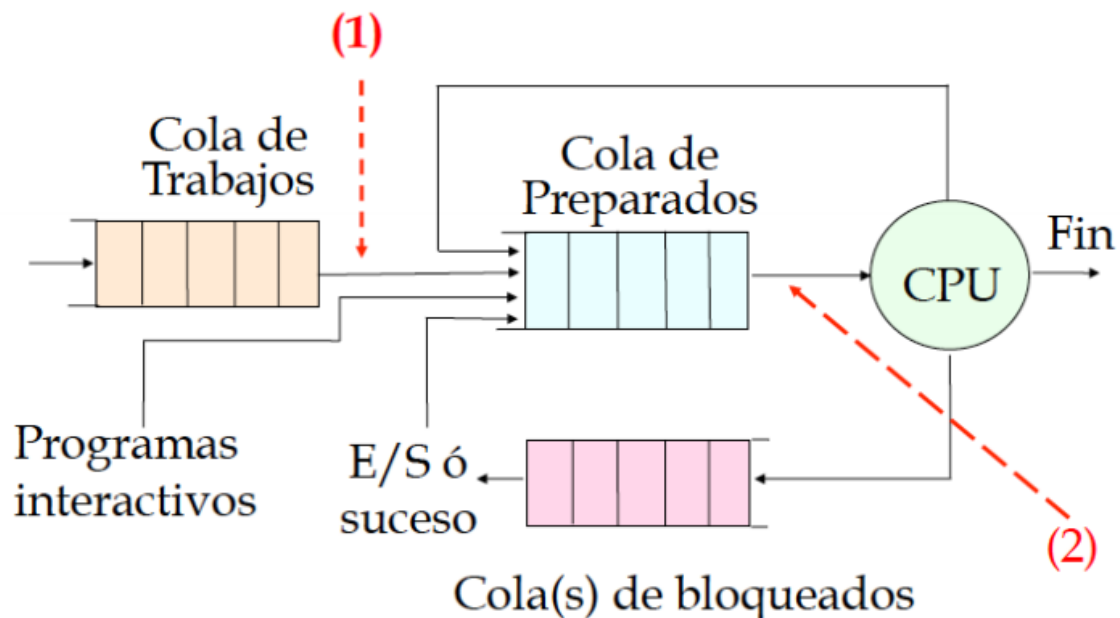 (1)
Cola de
Trabajos
Cola de
Preparados
Fin
CPU
Programas
interactivos
E/S ó
suceso
(2)
Cola(s) de bloqueados